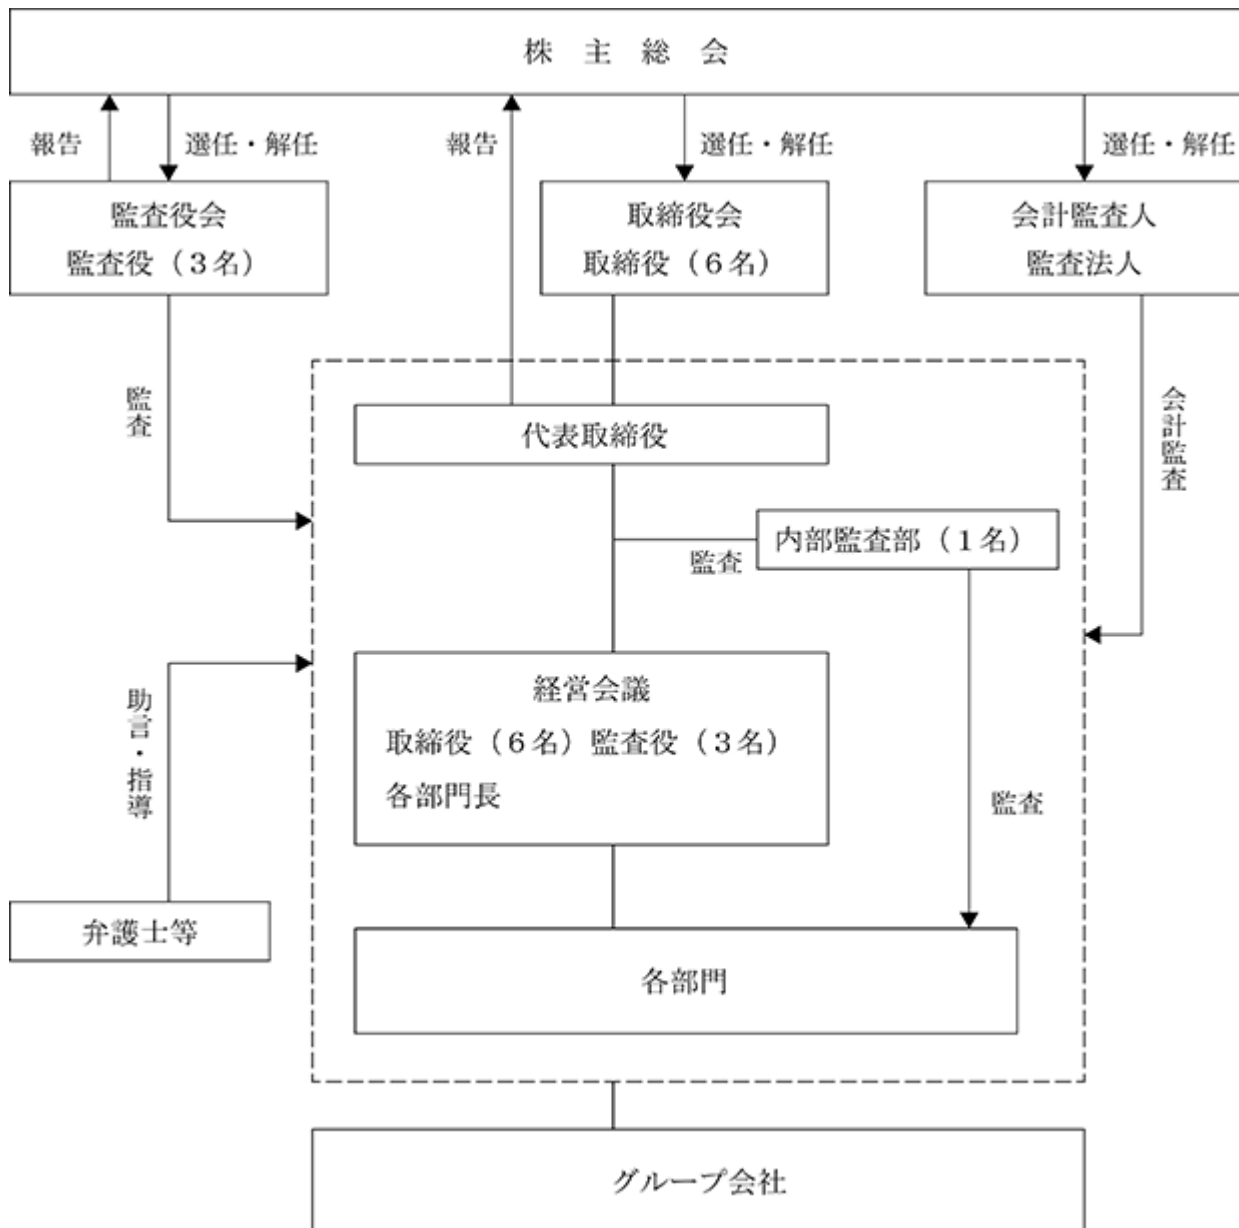 株 主 総 会
報告
選任・解任
報告
選任・解任
選任・解任
監査役会
監査役（３名）
取締役会
取締役（６名）
会計監査人
監査法人
監査
会計監査
代表取締役
内部監査部（１名）
監査
経営会議
取締役（６名）監査役（３名）
各部門長
助言・指導
監査
弁護士等
各部門
グループ会社